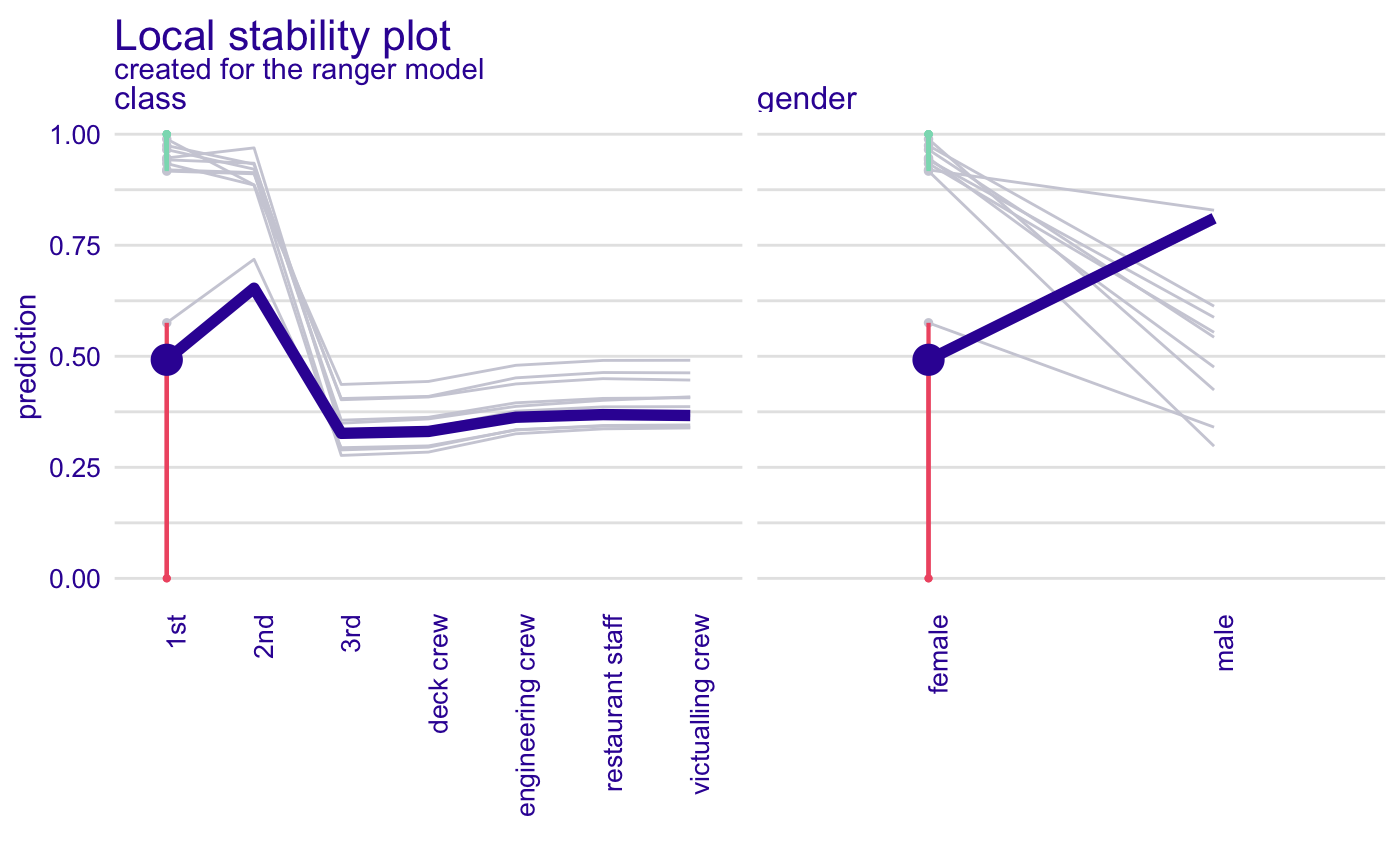 Local stability plot
created for the ranger model
class
gender
prediction
1.00
0.75
0.50
0.25
0.00
1st
2nd
3rd
deck crew
engineering crew
restaurant staff
victualling crew
female
male